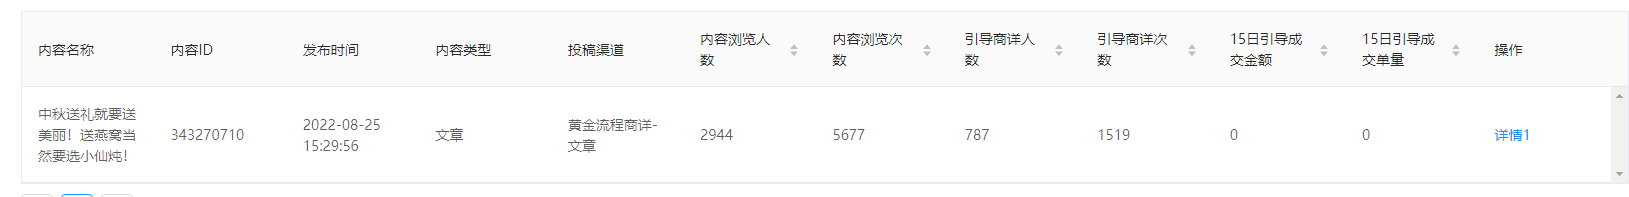 内容名称
内容ID
发布时间
内容类型
投稿渠道
内容浏览人
数
内容浏览次
数
引导商详人
数
引导商详次
数
15日引导成
交金额
15日引导成
交单量
操作
中秋送礼就要送
美丽！送燕窝当
然要选小仙炖！
343270710
2022-08-25
15:29:56
文章
黄金流程商详-
文章
2944
5677
787
1519
0
0
详情1